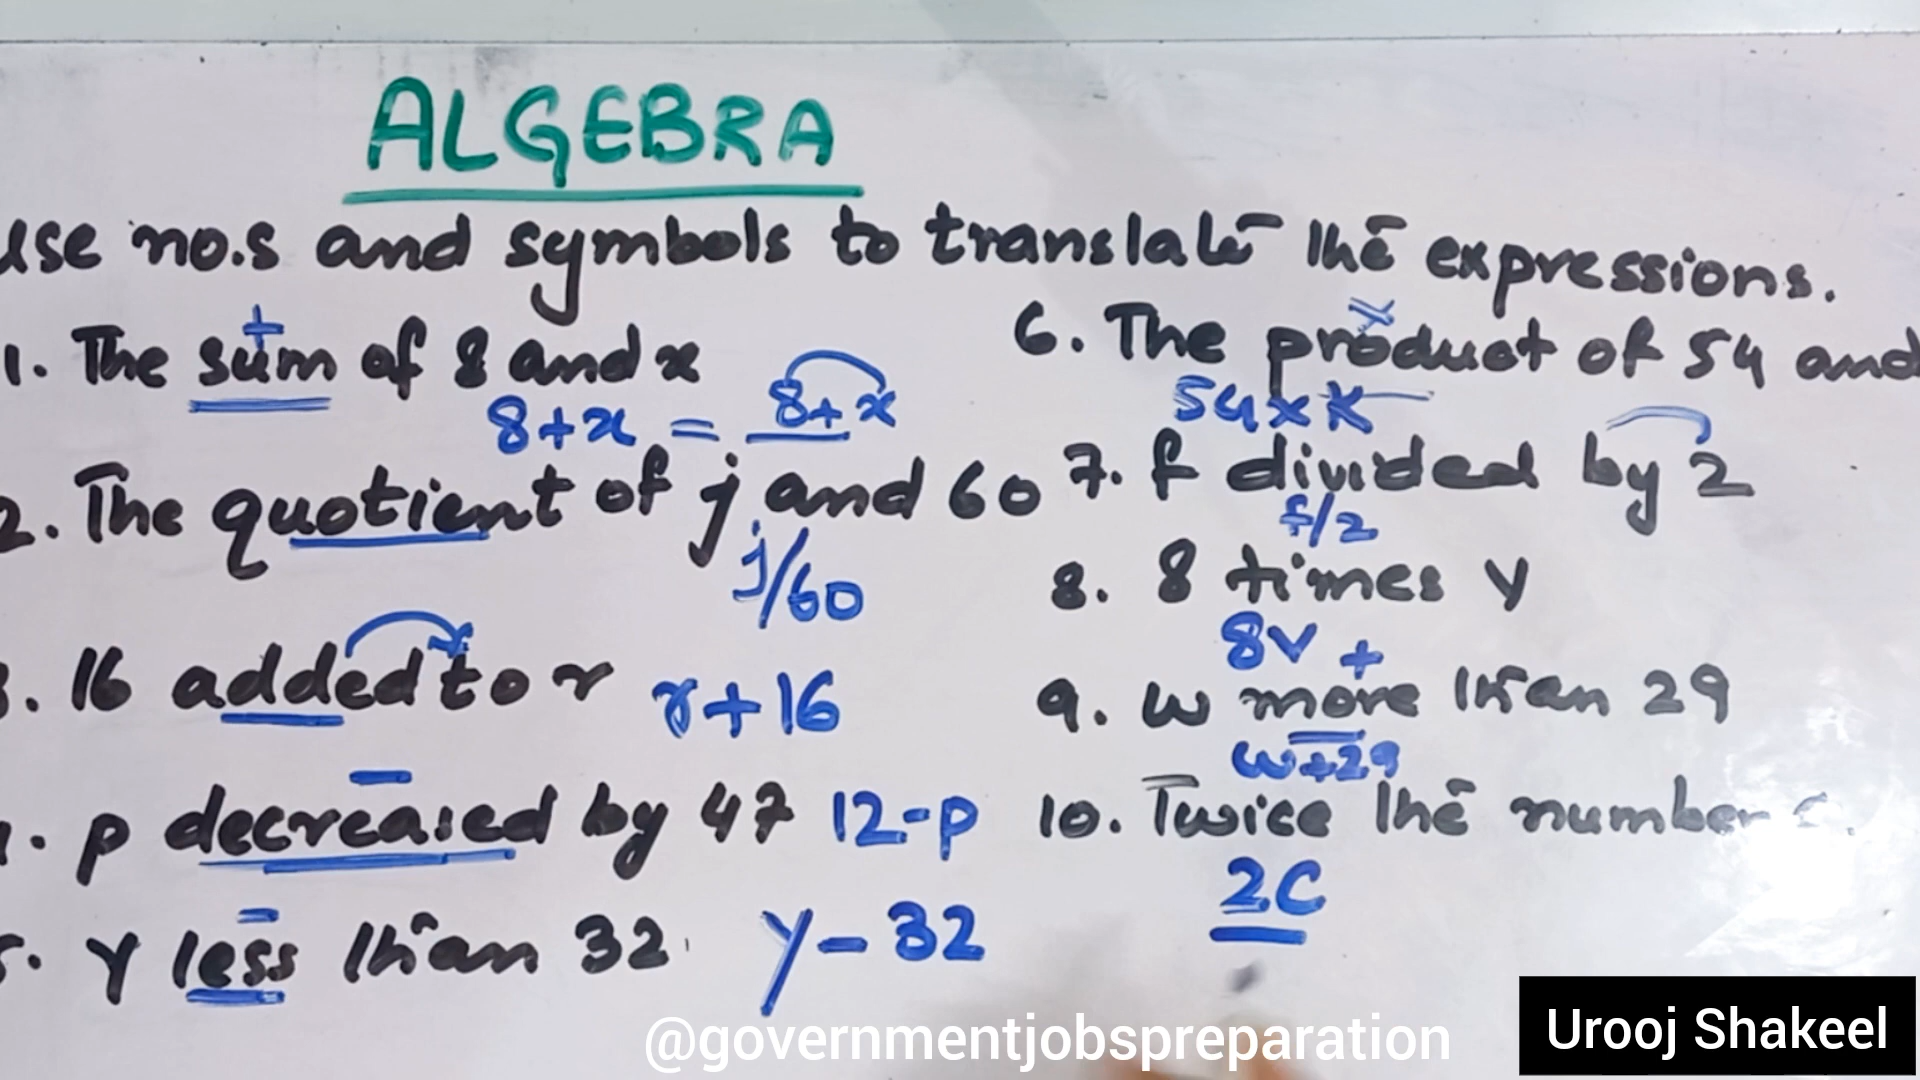 ALGEBRA
use no.s and symbols to translate the expressions.
+
1. The sum of 8 and x
8+x = 8+x
2. The quotient of j and 60
j/60
3. 16 added to r r+16
-
p decreased by 47 12-p
-
5. Y less than 32. y-32
x
6. The product of 54 and
54xK
7. f divided by 2
f/2
8. 8 times y
8y
+
9. w more than 29
w+29
10. Twice the number c.
2C
@governmentjobspreparation
Urooj Shakeel